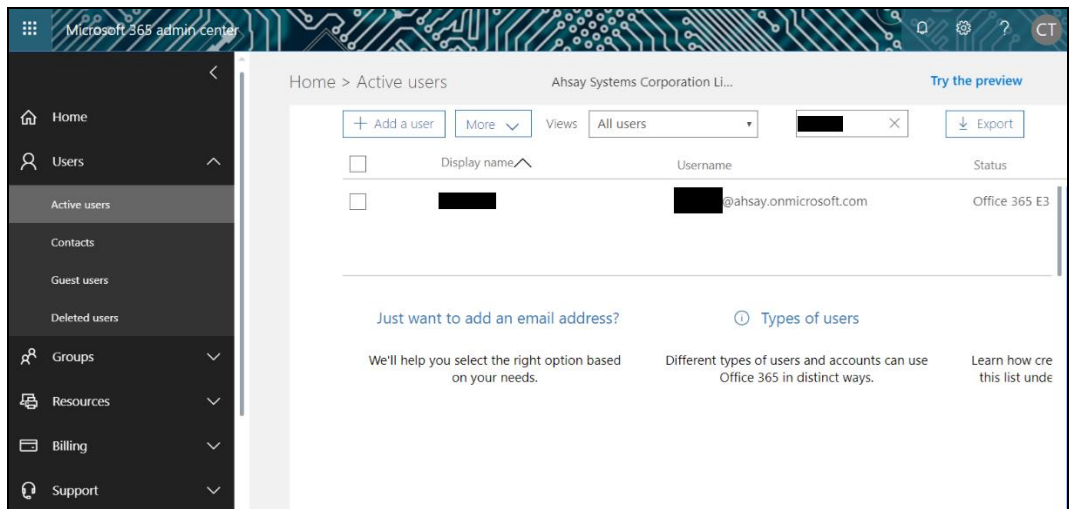 Microsoft 365 admin center
? CT
Home > Active users Ahsay Systems Corporation Li... Try the preview
Home
+ Add a user More Views All users Export
Users
Display name Username Status
Active users
@ahsay.onmicrosoft.com Office 365 E3
Contacts
Guest users
Deleted users
Just want to add an email address? Types of users
Groups
We'll help you select the right option based Different types of users and accounts can use Learn how cre
on your needs. Office 365 in distinct ways. this list unde
Resources
Billing
Support